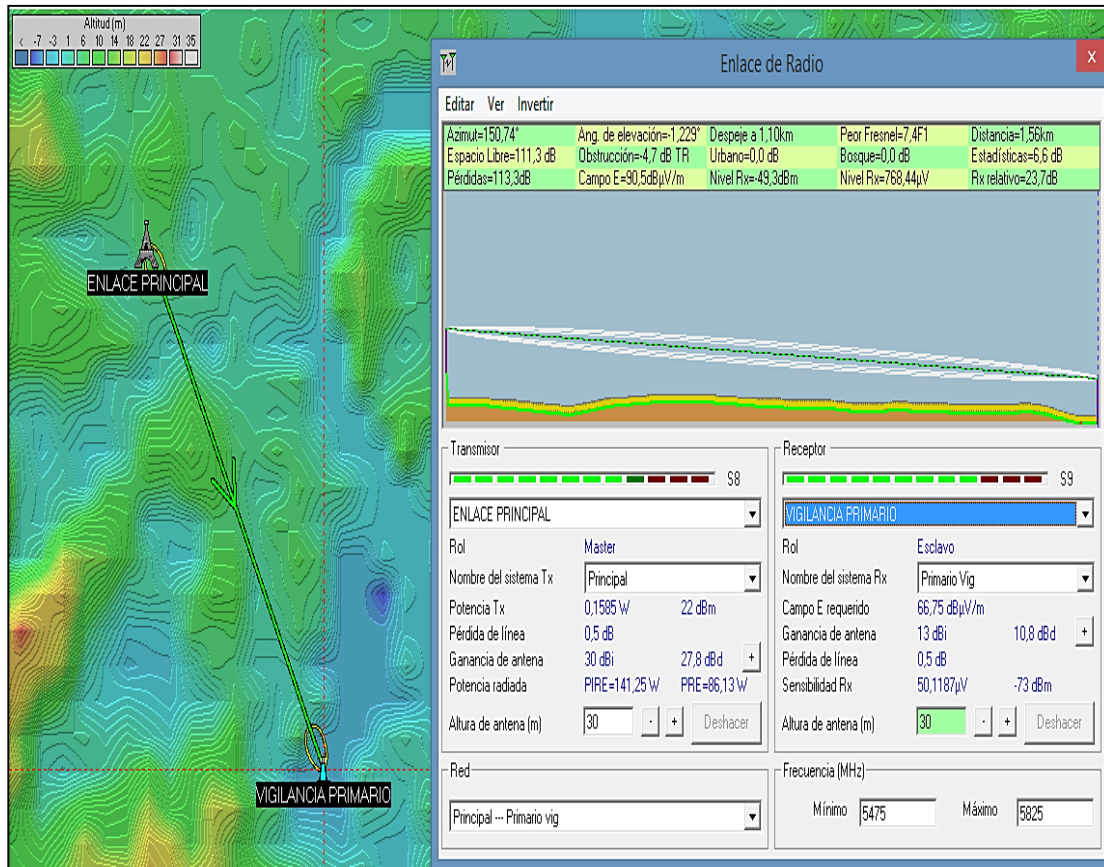 Altitud (m)
< -7 -3 1 6 10 14 18 22 27 31 35
ENLACE PRINCIPAL
VIGILANCIA PRIMARIO
Enlace de Radio
X
Editar Ver Invertir
Azimut=150,74° Ang. de elevación=-1,229° Despeje a 1,10km Peor Fresnel=7,4F1 Distancia=1,56km
Espacio Libre=111,3 dB Obstrucción=-4,7 dB TR Urbano=0,0 dB Bosque=0,0 dB Estadísticas=6,6 dB
Pérdidas=113,3dB Campo E=90,5dBµV/m Nivel Rx=-49,3dBm Nivel Rx=768,44µV Rx relativo=23,7dB
Transmisor
S8
ENLACE PRINCIPAL
Rol Master
Nombre del sistema Tx Principal
Potencia Tx 0,1585 W 22 dBm
Pérdida de línea 0,5 dB
Ganancia de antena 30 dBi 27,8 dBd +
Potencia radiada PIRE=141,25 W PRE=86,13 W
Altura de antena (m) 30 - + Deshacer
Receptor
S9
VIGILANCIA PRIMARIO
Rol Esclavo
Nombre del sistema Rx Primario Vig
Campo E requerido 66,75 dBµV/m
Ganancia de antena 13 dBi 10,8 dBd +
Pérdida de línea 0,5 dB
Sensibilidad Rx 50,1187µV -73 dBm
Altura de antena (m) 30 - + Deshacer
Red
Principal --- Primario vig
Frecuencia (MHz)
Mínimo 5475 Máximo 5825